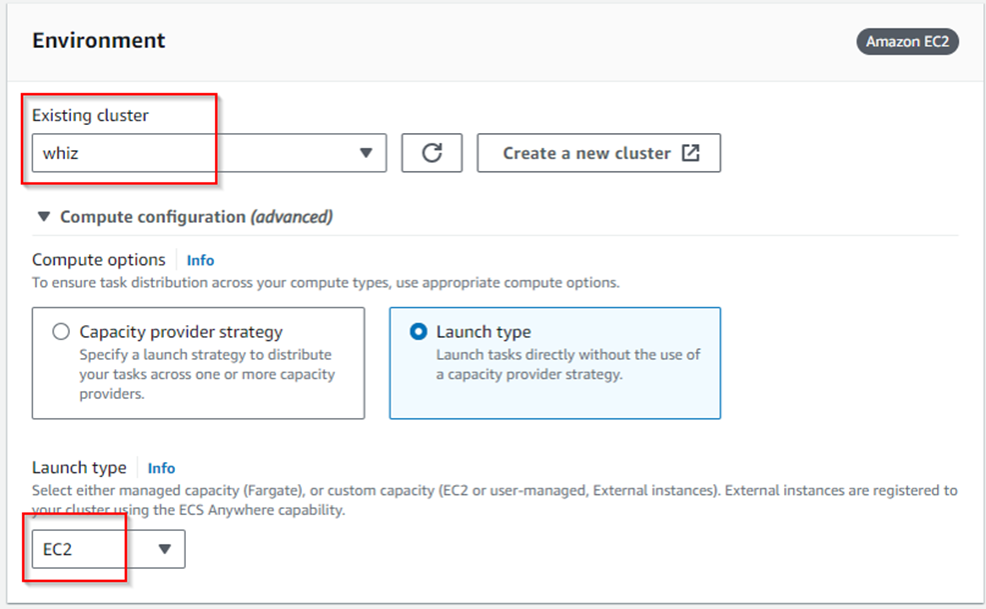 Environment
Amazon EC2
Existing cluster
whiz
Create a new cluster
Compute configuration (advanced)
Compute options Info
To ensure task distribution across your compute types, use appropriate compute options.
Capacity provider strategy
Specify a launch strategy to distribute
your tasks across one or more capacity
providers.
Launch type
Launch tasks directly without the use of
a capacity provider strategy.
Launch type Info
Select either managed capacity (Fargate), or custom capacity (EC2 or user-managed, External instances). External instances are registered to
your cluster using the ECS Anywhere capability.
EC2